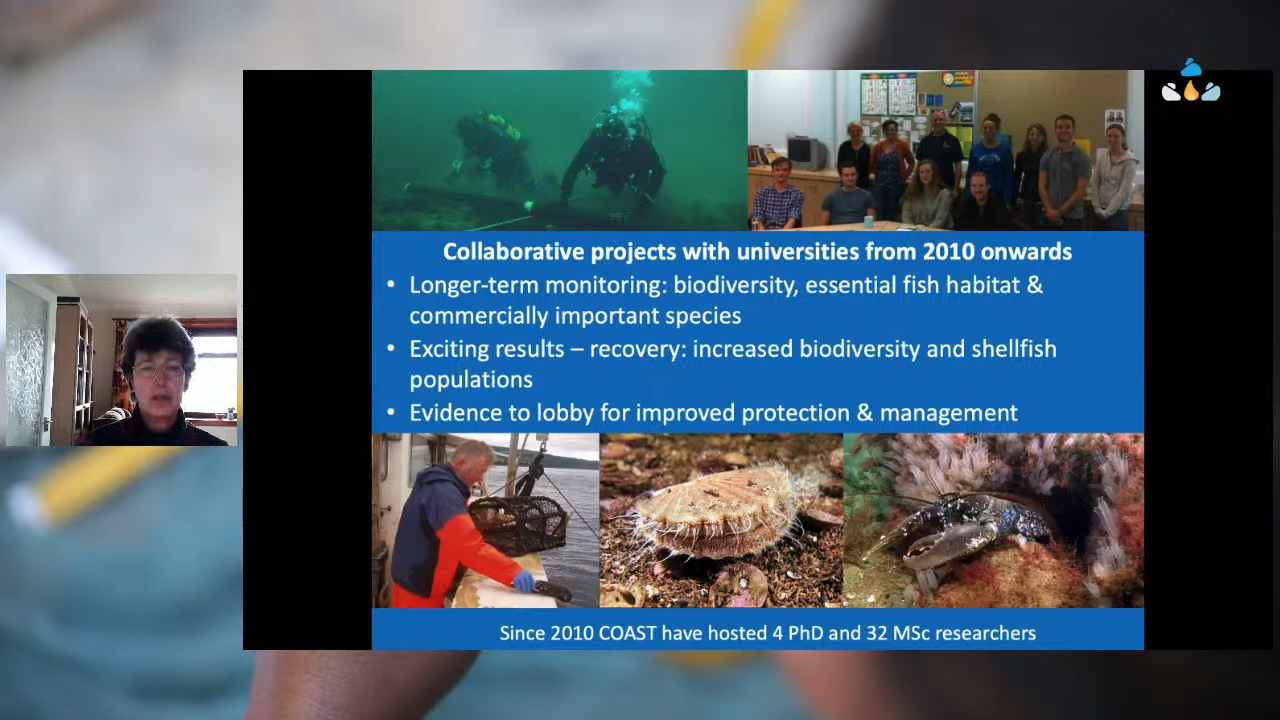 Collaborative projects with universities from 2010 onwards
• Longer-term monitoring: biodiversity, essential fish habitat &
commercially important species
• Exciting results – recovery: increased biodiversity and shellfish
populations
• Evidence to lobby for improved protection & management
Since 2010 COAST have hosted 4 PhD and 32 MSc researchers